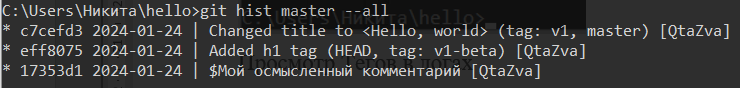 C:\Users\Никита\hello>git hist master --all
* c7cefd3 2024-01-24 | Changed title to <Hello, world> (tag: v1, master) [QtaZva]
* eff8075 2024-01-24 | Added h1 tag (HEAD, tag: v1-beta) [QtaZva]
* 17353d1 2024-01-24 | $Мой осмысленный комментарий [QtaZva]